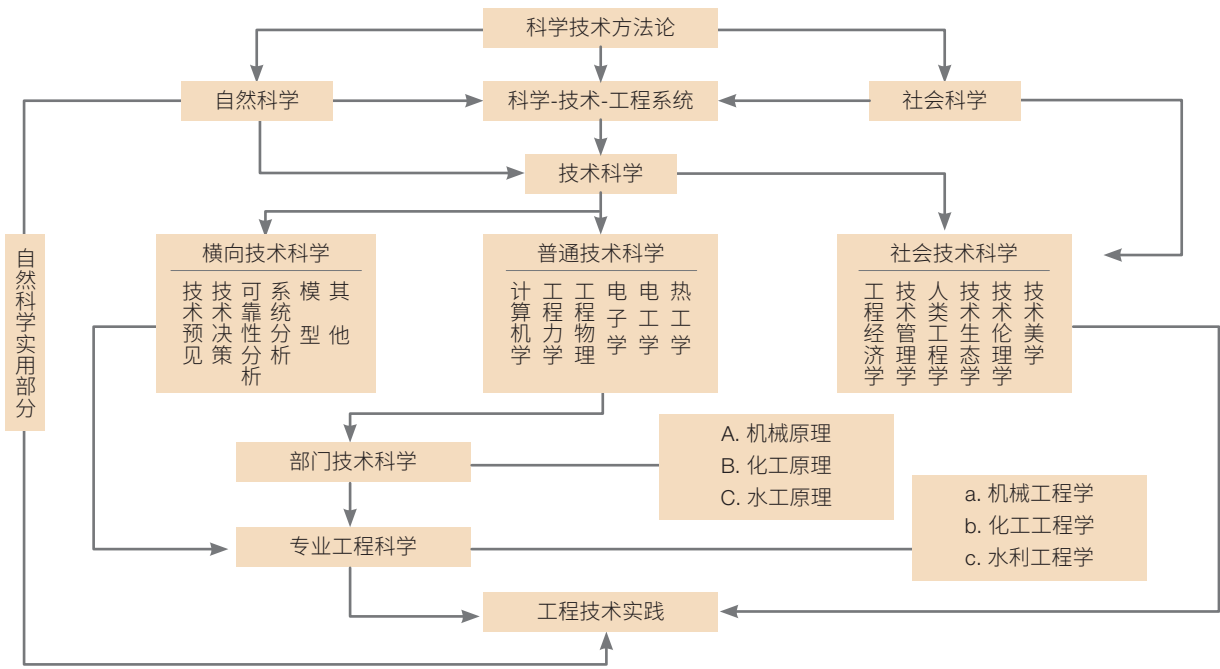 科学技术方法论
自然科学
科学-技术-工程系统
社会科学
技术科学
自然科学实用部分
横向技术科学
技术预见
技术决策
可靠性分析
系统分析
模型
其他
普通技术科学
计算机学
工程力学
工程物理
电子学
电工学
热工学
社会技术科学
工程经济学
技术管理学
人类工程学
技术生态学
技术伦理学
技术美学
部门技术科学
A. 机械原理
B. 化工原理
C. 水工原理
专业工程科学
a. 机械工程学
b. 化工工程学
c. 水利工程学
工程技术实践